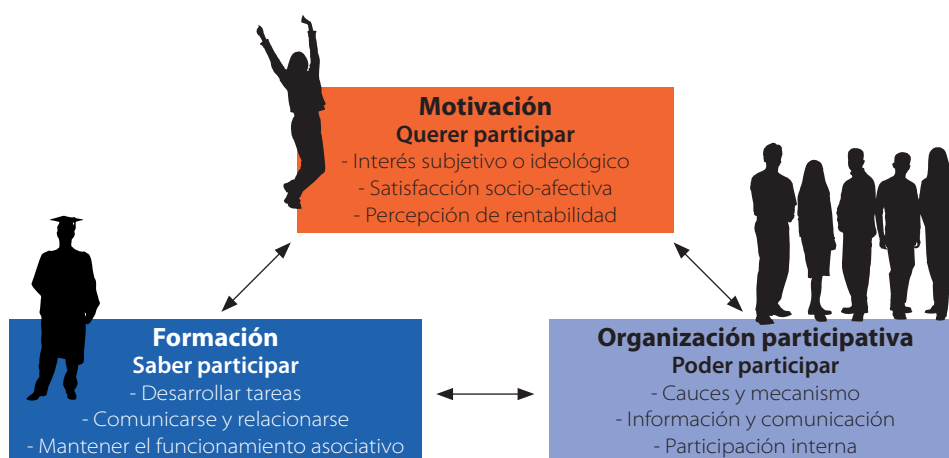 Motivación
Querer participar
- Interés subjetivo o ideológico
- Satisfacción socio-afectiva
- Percepción de rentabilidad
Formación
Saber participar
- Desarrollar tareas
- Comunicarse y relacionarse
- Mantener el funcionamiento asociativo
Organización participativa
Poder participar
- Cauces y mecanismo
- Información y comunicación
- Participación interna